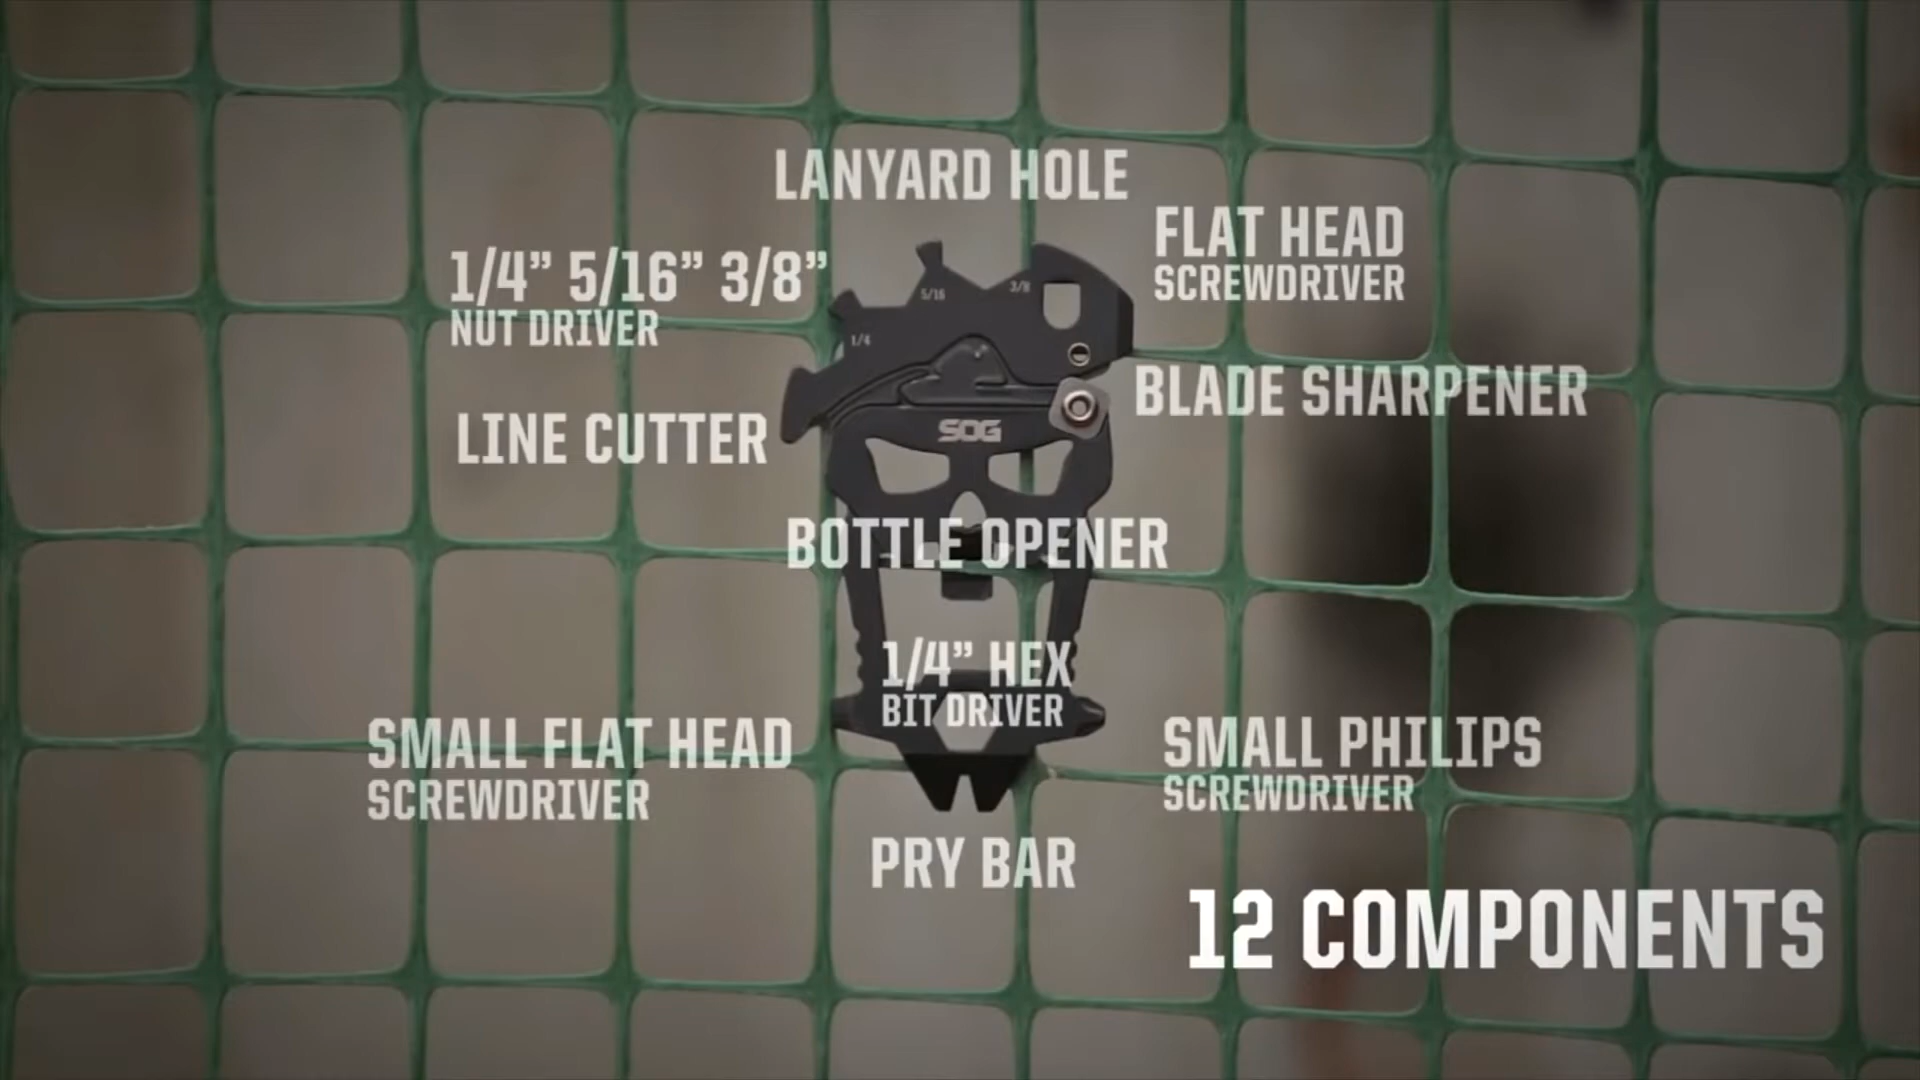 LANYARD HOLE
FLAT HEAD
SCREWDRIVER
1/4” 5/16” 3/8”
NUT DRIVER
5/16
3/8
1/4
BLADE SHARPENER
LINE CUTTER
SOG
BOTTLE OPENER
1/4” HEX
BIT DRIVER
SMALL FLAT HEAD
SCREWDRIVER
SMALL PHILIPS
SCREWDRIVER
PRY BAR
12 COMPONENTS